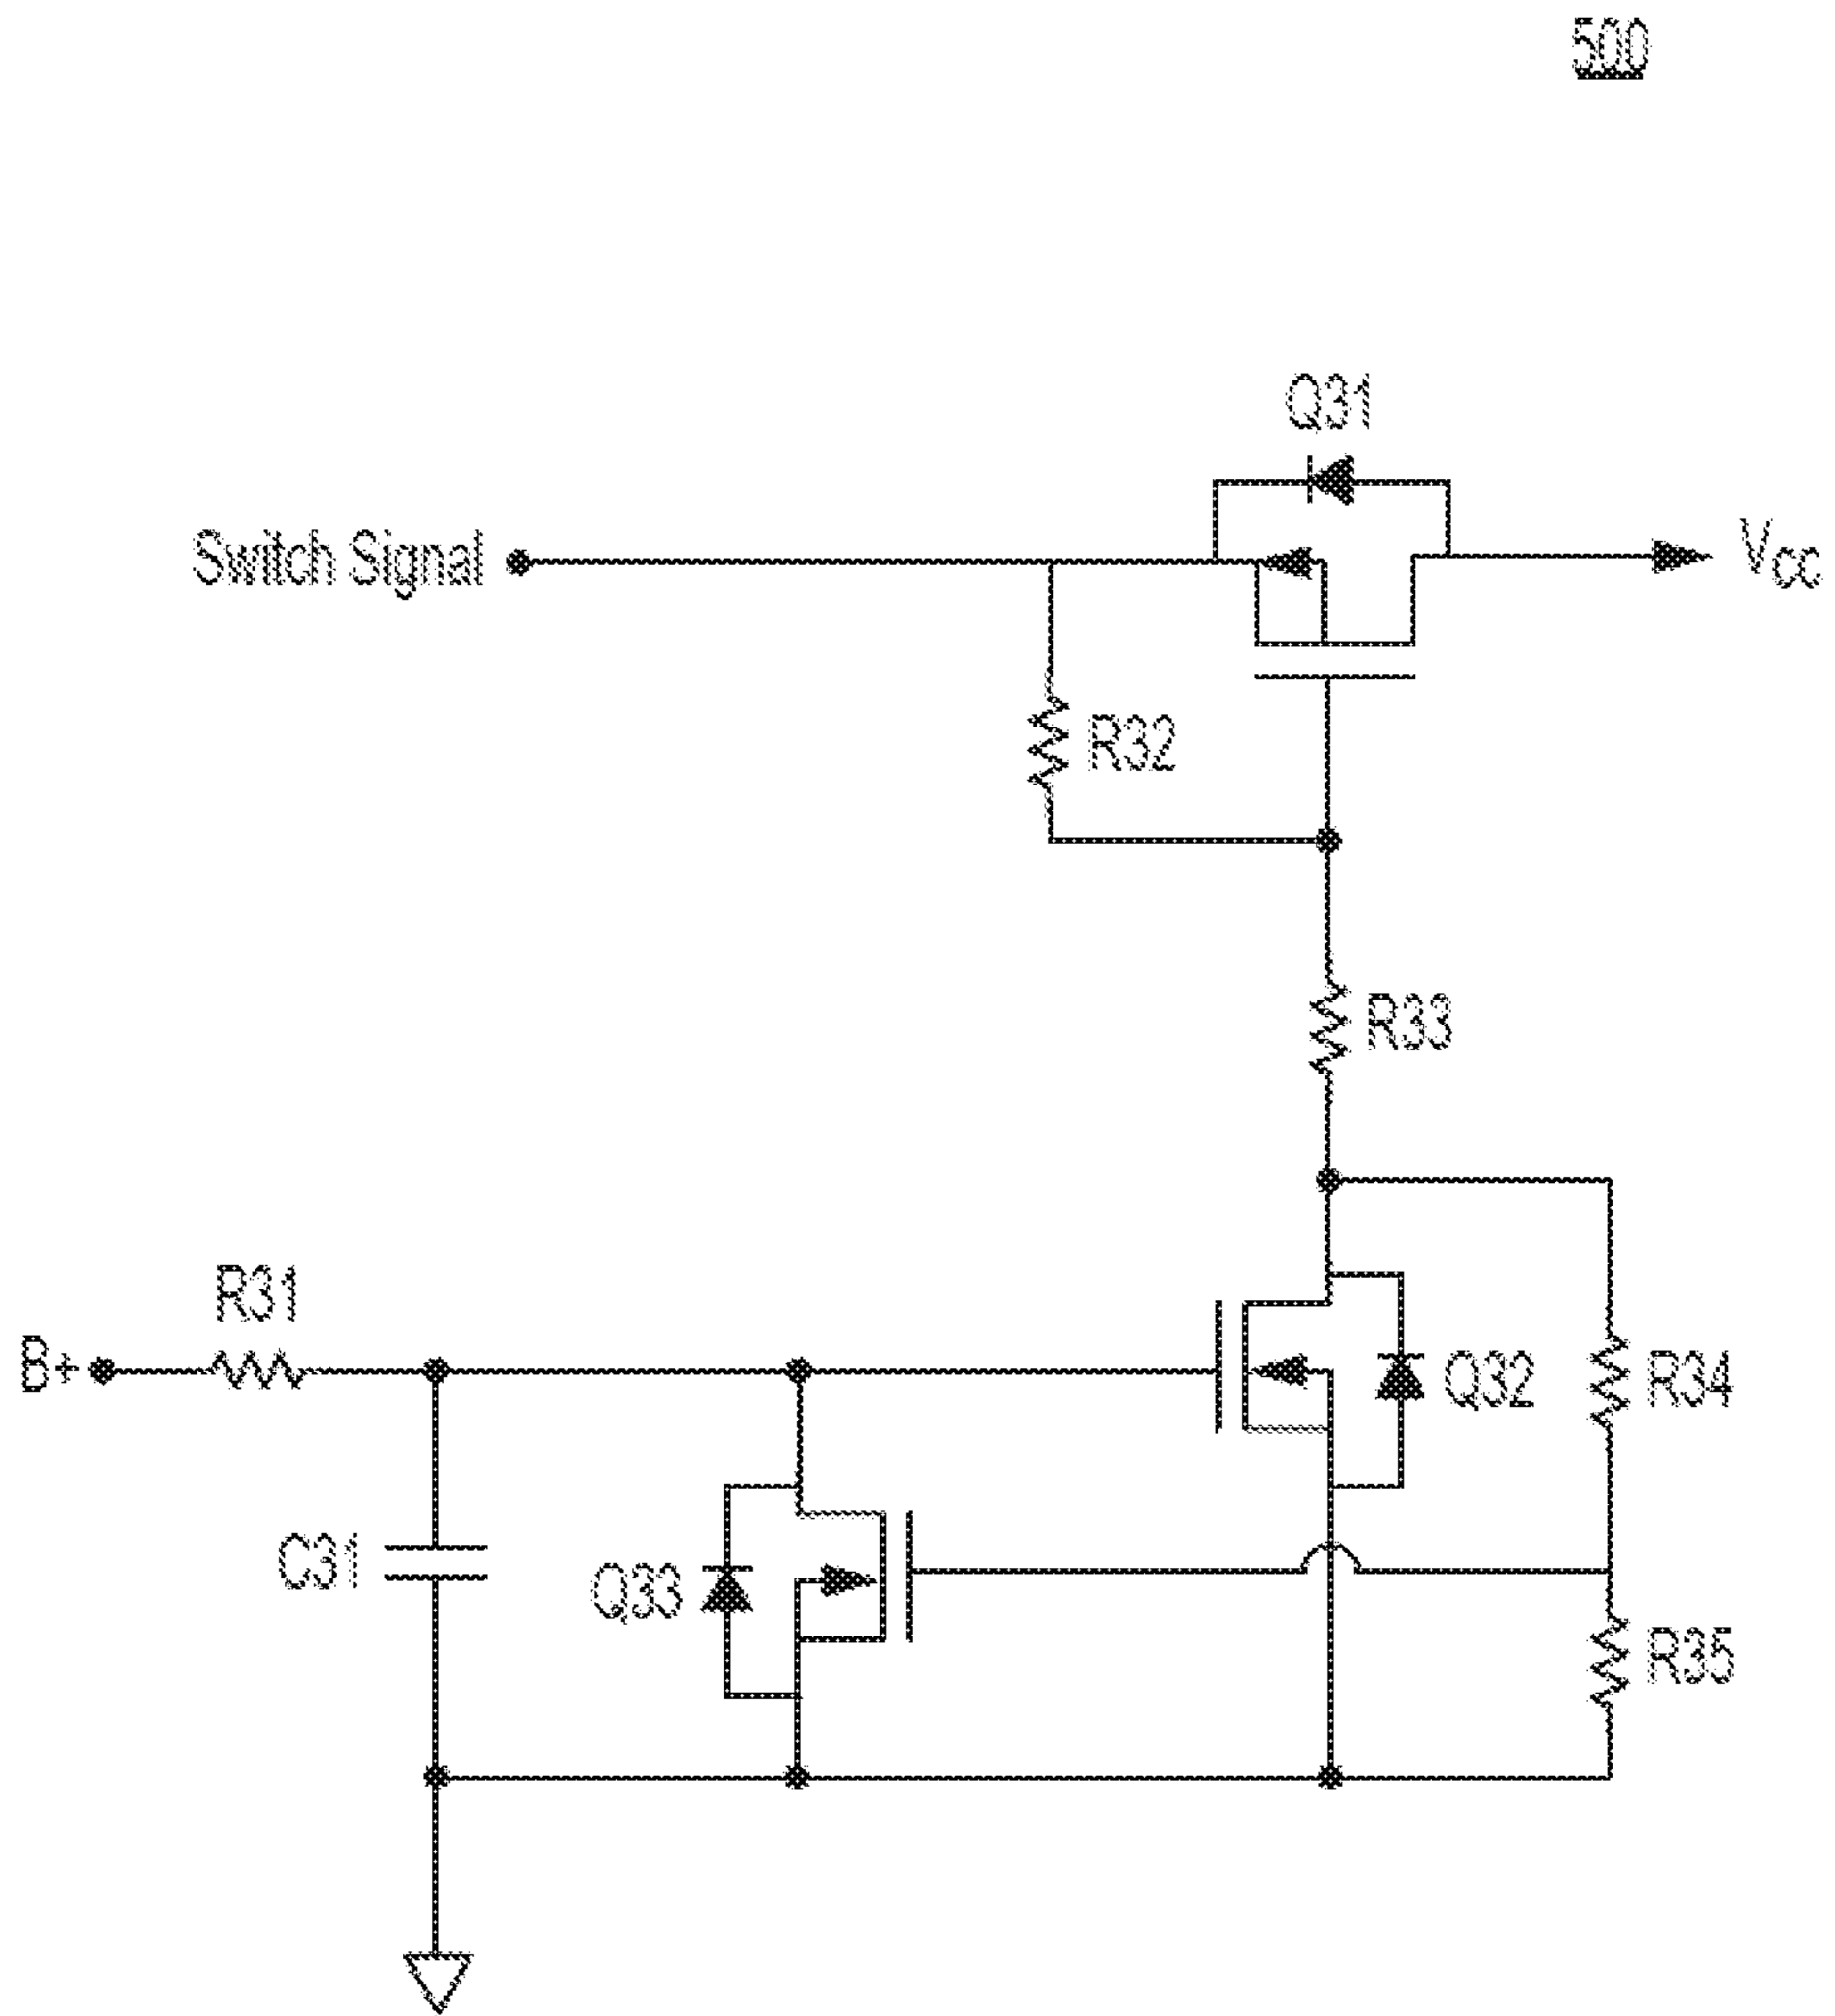 500
Q31
Switch Signal
VCC
R32
R33
R31
B+
Q32
R34
C31
Q33
R35